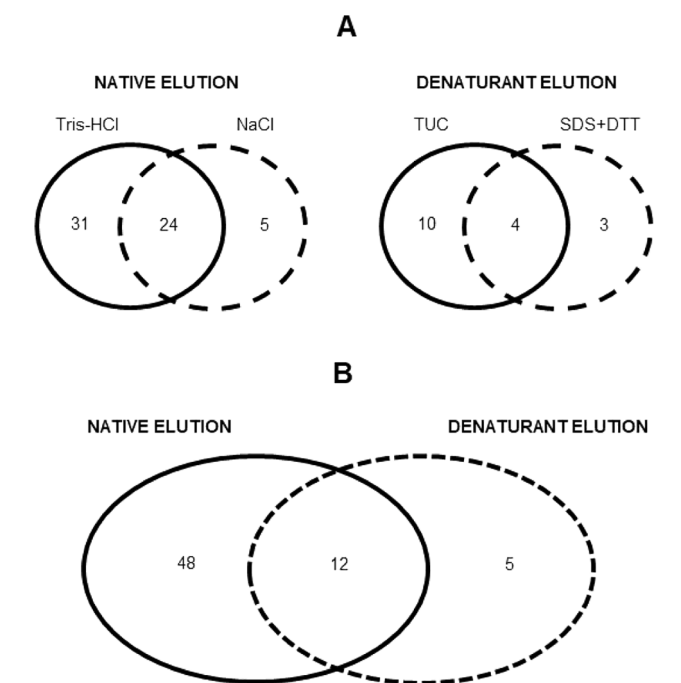 A
NATIVE ELUTION DENATURANT ELUTION
Tris-HCl NaCl TUC SDS+DTT
31 24 5 10 4 3
B
NATIVE ELUTION DENATURANT ELUTION
48 12 5